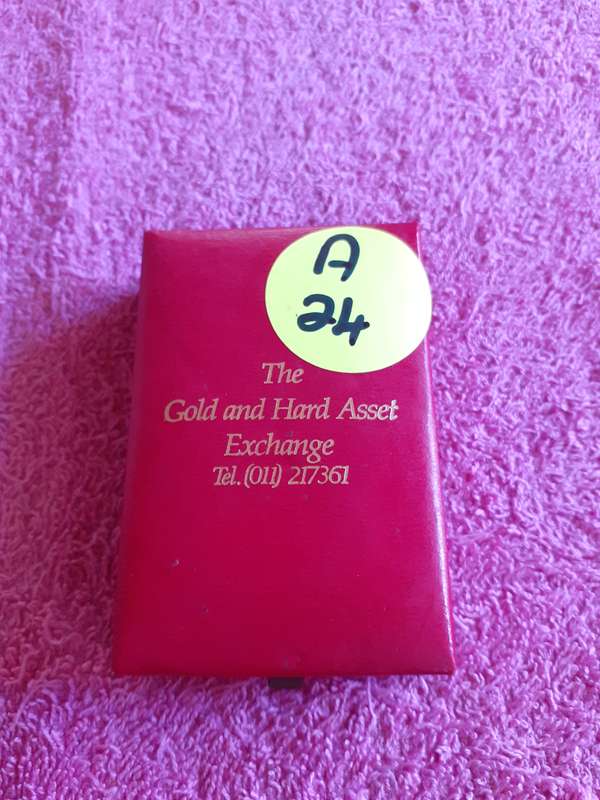 A
24
The
Gold and Hard Asset
Exchange
Tel. (011) 217361